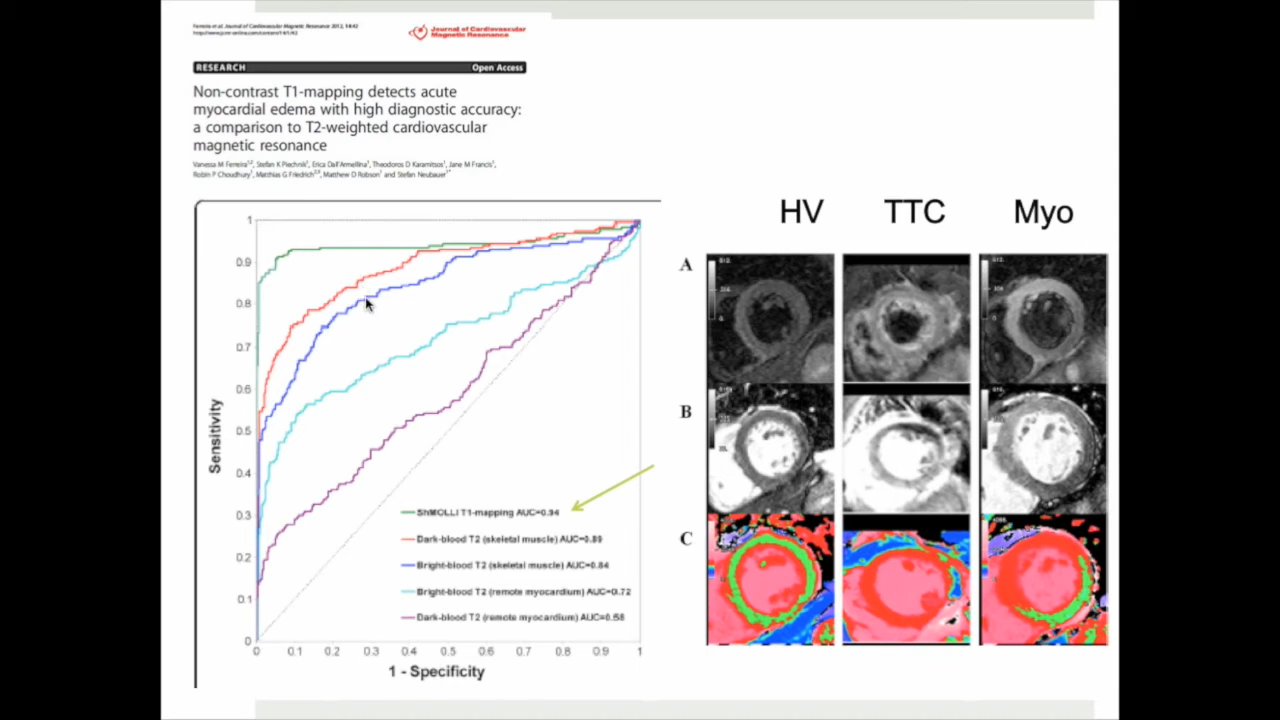 Ferreira et al. Journal of Cardiovascular Magnetic Resonance 2012, 14:42
http://www.jcmr-online.com/content/14/1/42
Journal of Cardiovascular
Magnetic Resonance
RESEARCH Open Access
Non-contrast T1-mapping detects acute
myocardial edema with high diagnostic accuracy:
a comparison to T2-weighted cardiovascular
magnetic resonance
Vanessa M Ferreira, Stefan K Piechnik, Erica Dall'Armellina, Theodoros D Karamitsos, Jane M Francis,
Robin P Choudhury, Matthias G Friedrich, Matthew D Robson and Stefan Neubauer
HV TTC Myo
A
B
C
Sensitivity
1
0.9
0.8
0.7
0.6
0.5
0.4
0.3
0.2
0.1
0
ShMOLLI T1-mapping AUC=0.94
Dark-blood T2 (skeletal muscle) AUC=0.89
Bright-blood T2 (skeletal muscle) AUC=0.84
Bright-blood T2 (remote myocardium) AUC=0.72
Dark-blood T2 (remote myocardium) AUC=0.58
0 0.1 0.2 0.3 0.4 0.5 0.6 0.7 0.8 0.9 1
1 - Specificity